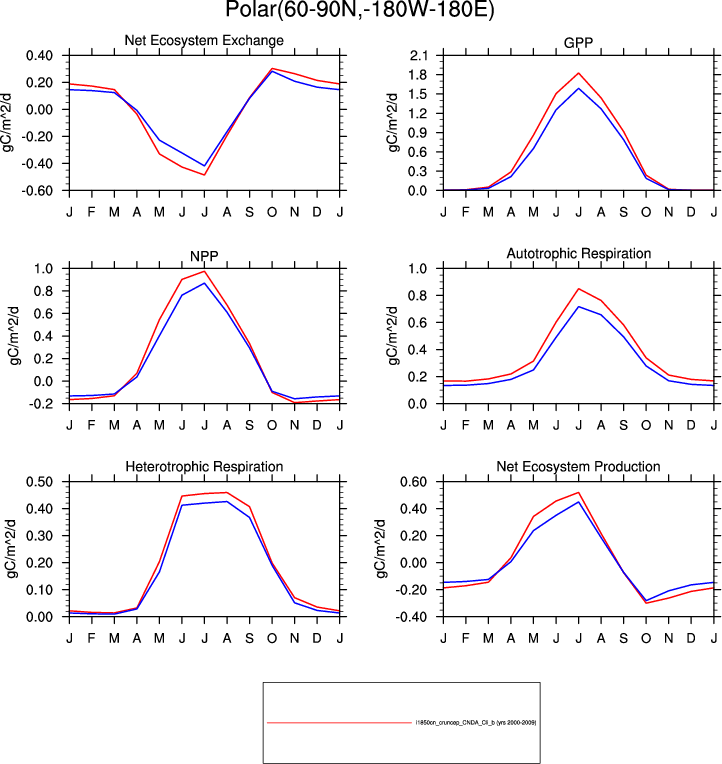 Polar(60-90N,-180W-180E)
Net Ecosystem Exchange
gC/m^2/d
0.40
0.20
0.00
-0.20
-0.40
-0.60
J F M A M J J A S O N D J
GPP
gC/m^2/d
2.1
1.8
1.5
1.2
0.9
0.6
0.3
0.0
J F M A M J J A S O N D J
NPP
gC/m^2/d
1.0
0.8
0.6
0.4
0.2
0.0
-0.2
J F M A M J J A S O N D J
Autotrophic Respiration
gC/m^2/d
1.0
0.8
0.6
0.4
0.2
0.0
J F M A M J J A S O N D J
Heterotrophic Respiration
gC/m^2/d
0.50
0.40
0.30
0.20
0.10
0.00
J F M A M J J A S O N D J
Net Ecosystem Production
gC/m^2/d
0.60
0.40
0.20
-0.00
-0.20
-0.40
J F M A M J J A S O N D J
(yrs 2000-2009)